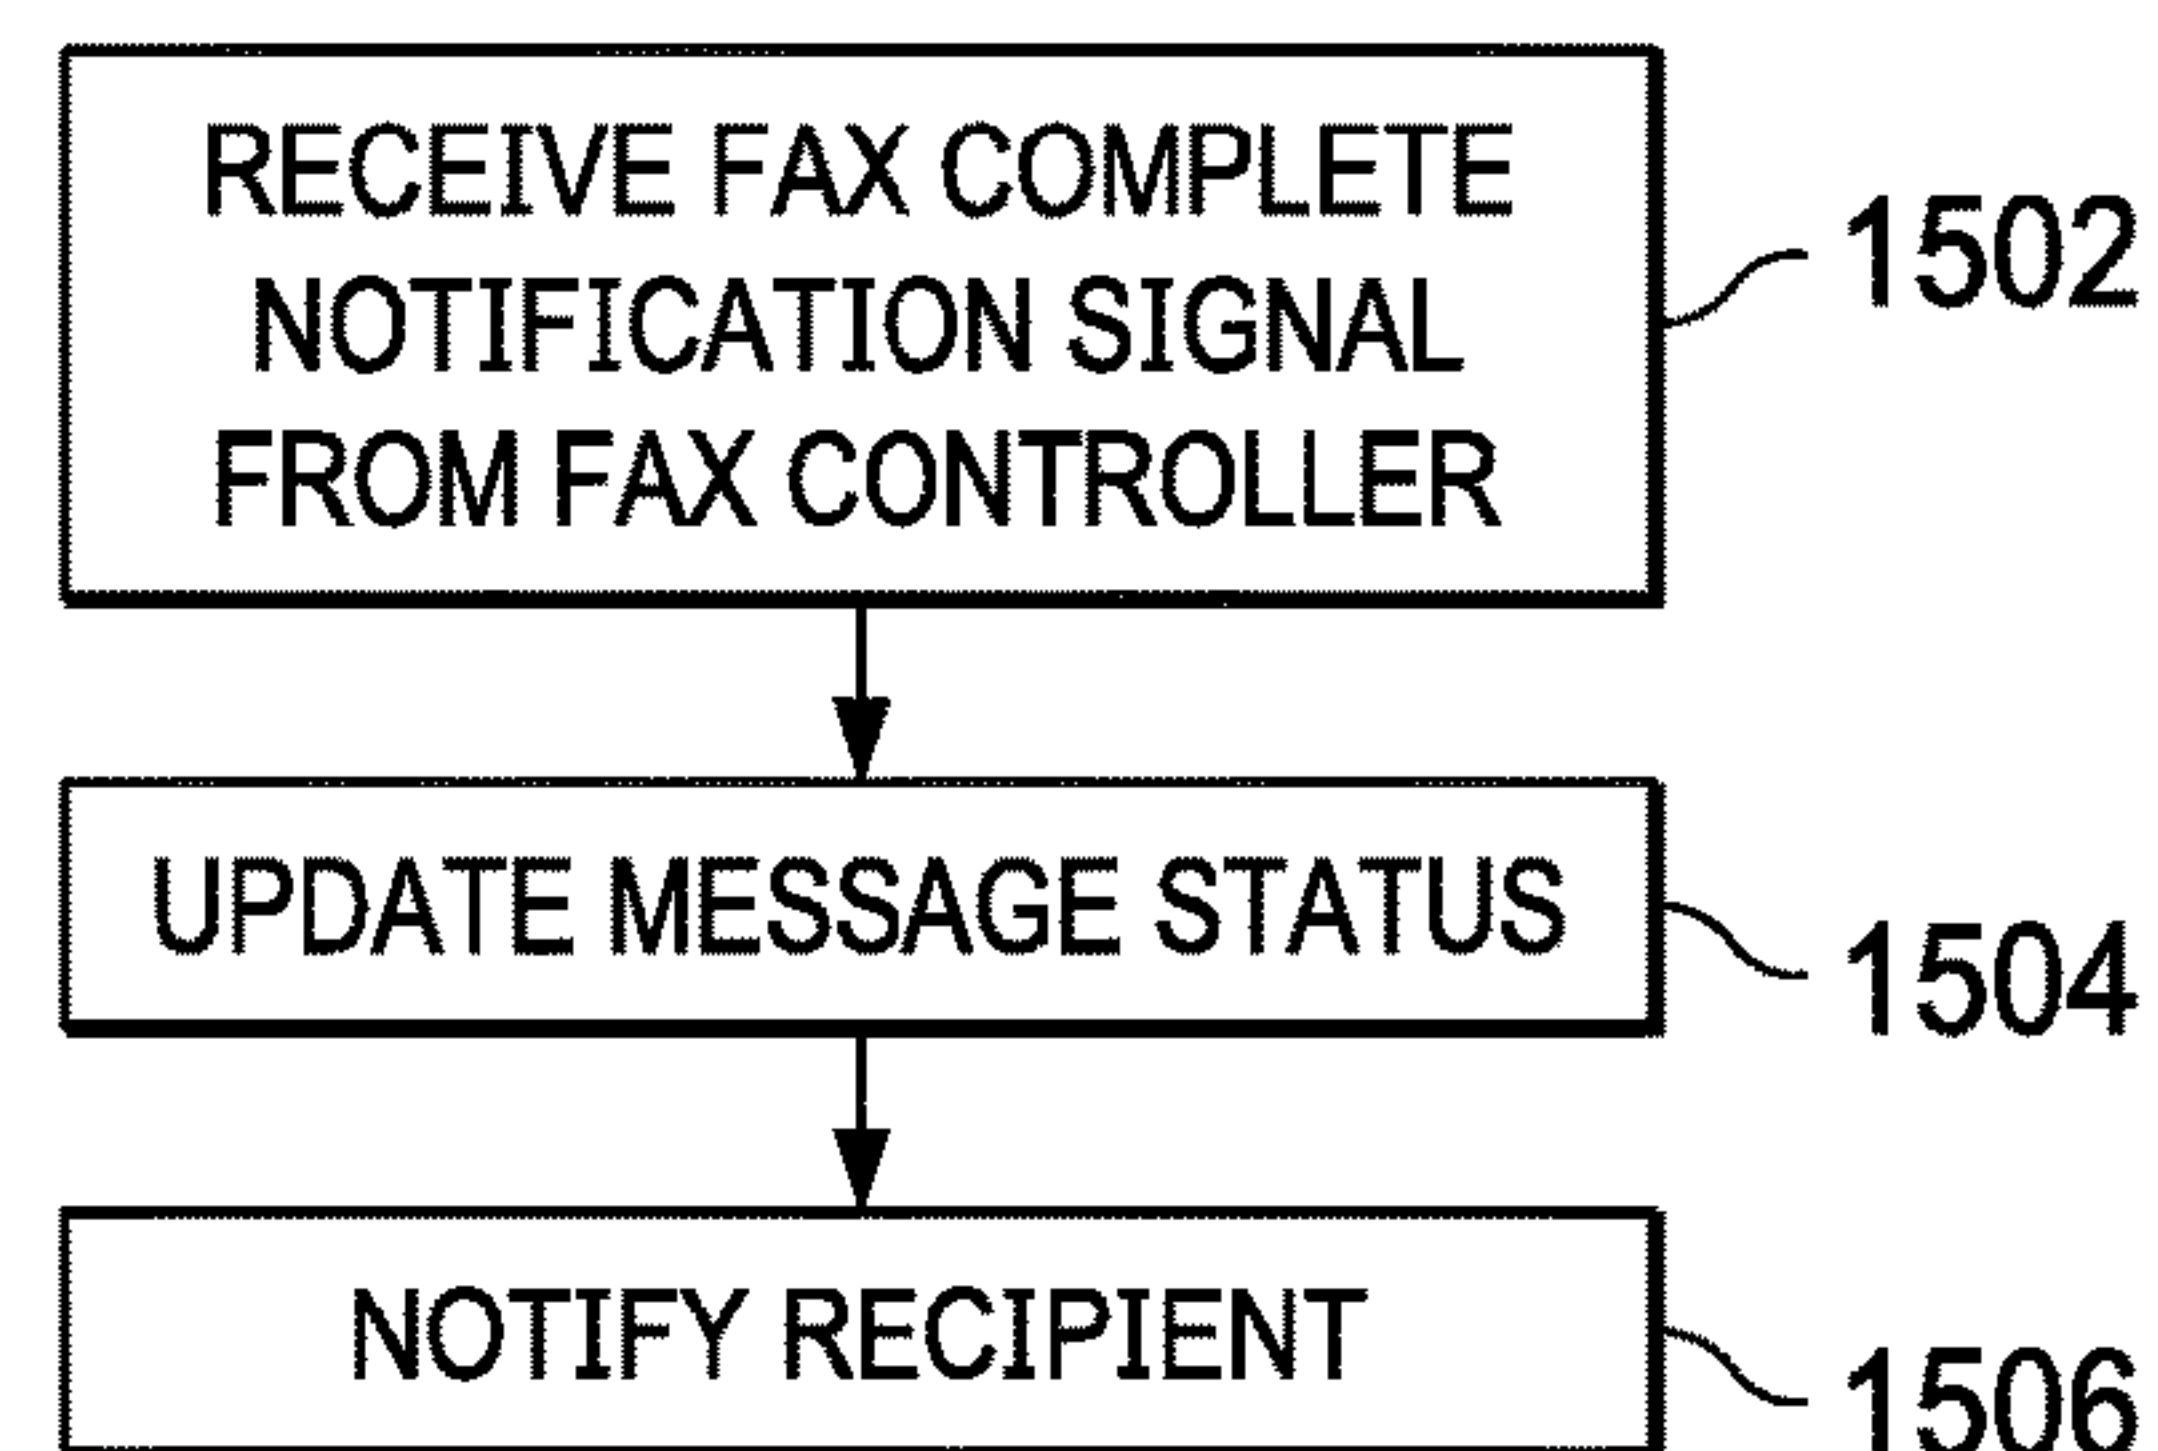 RECEIVE FAX COMPLETE
NOTIFICATION SIGNAL
FROM FAX CONTROLLER
1502
UPDATE MESSAGE STATUS
1504
NOTIFY RECIPIENT
1506